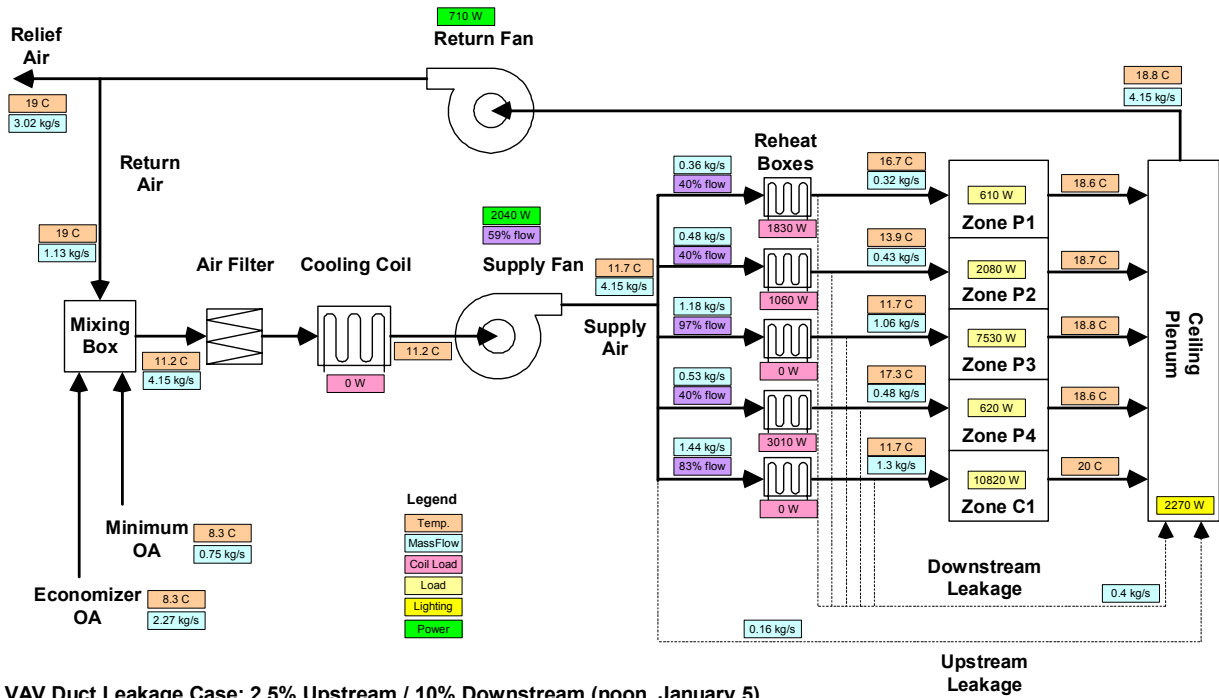 710 W
Return Fan
Relief
Air
19 C
3.02 kg/s
18.8 C
4.15 kg/s
Return
Air
19 C
1.13 kg/s
Mixing
Box
11.2 C
4.15 kg/s
Air Filter
Cooling Coil
0 W
11.2 C
2040 W
59% flow
Supply Fan
11.7 C
4.15 kg/s
Supply
Air
Reheat
Boxes
0.36 kg/s
40% flow
1830 W
16.7 C
0.32 kg/s
610 W
Zone P1
18.6 C
0.48 kg/s
40% flow
1060 W
13.9 C
0.43 kg/s
2080 W
Zone P2
18.7 C
1.18 kg/s
97% flow
0 W
11.7 C
1.06 kg/s
7530 W
Zone P3
18.8 C
0.53 kg/s
40% flow
3010 W
17.3 C
0.48 kg/s
620 W
Zone P4
18.6 C
1.44 kg/s
83% flow
0 W
11.7 C
1.3 kg/s
10820 W
Zone C1
20 C
Ceiling
Plenum
2270 W
Minimum
OA
8.3 C
0.75 kg/s
Economizer
OA
8.3 C
2.27 kg/s
Legend
Temp.
MassFlow
Coil Load
Load
Lighting
Power
Downstream
Leakage
0.4 kg/s
0.16 kg/s
Upstream
Leakage
VAV Duct Leakage Case: 2.5% Upstream / 10% Downstream (noon, January 5)